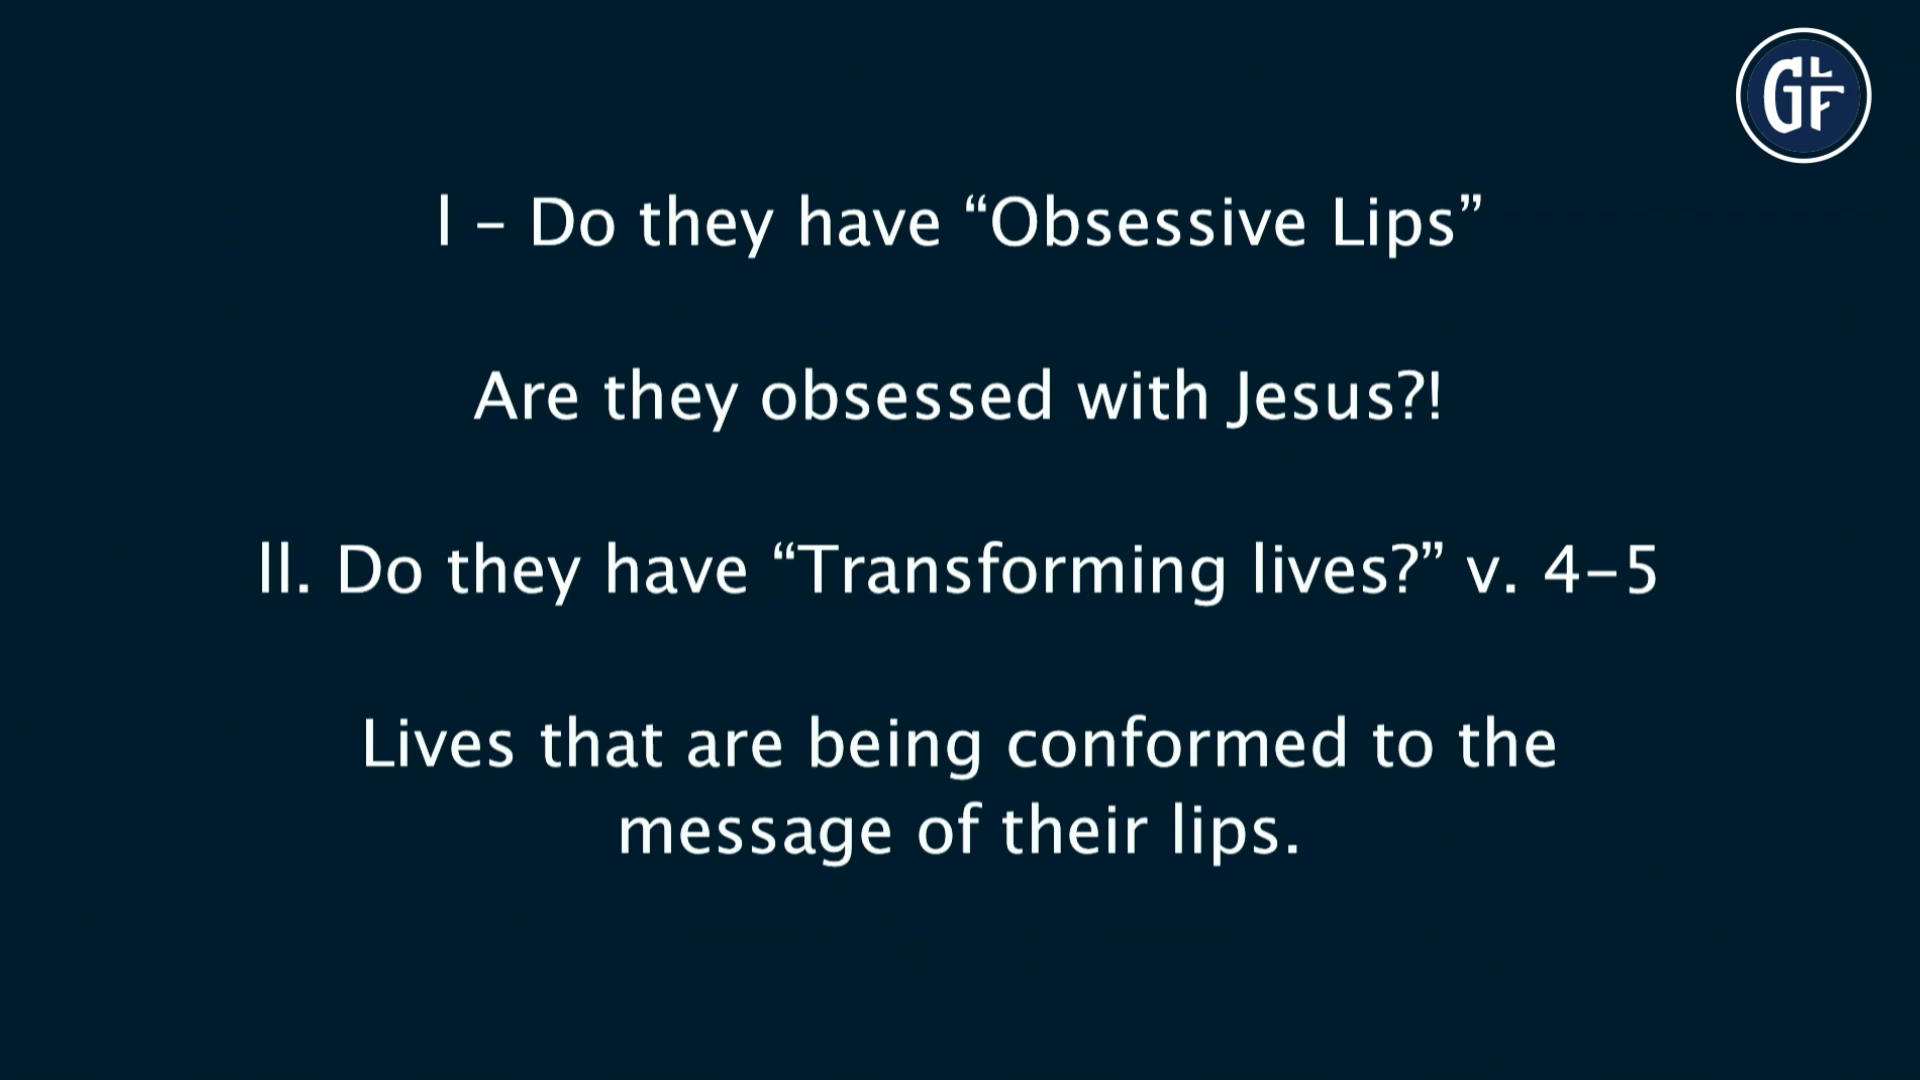 GLF
I – Do they have “Obsessive Lips”
Are they obsessed with Jesus?!
II. Do they have “Transforming lives?” v. 4–5
Lives that are being conformed to the
message of their lips.